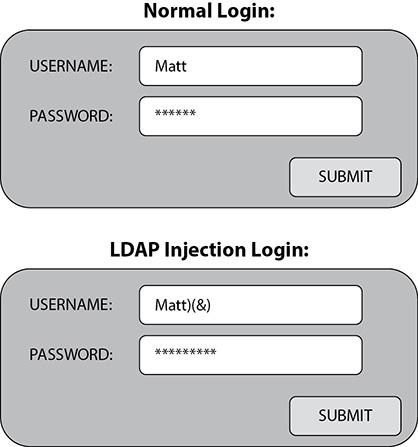 Normal Login:
USERNAME: Matt
PASSWORD: ******
SUBMIT
LDAP Injection Login:
USERNAME: Matt)(&)
PASSWORD: *********
SUBMIT